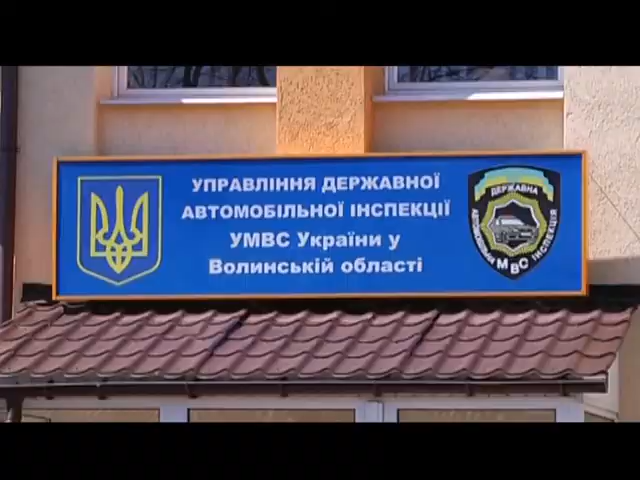 УПРАВЛІННЯ ДЕРЖАВНОЇ
АВТОМОБІЛЬНОЇ ІНСПЕКЦІЇ
УМВС України у
Волинській області
ДЕРЖАВНА
АВТОМОБІЛЬНА ІНСПЕКЦІЯ
МВС